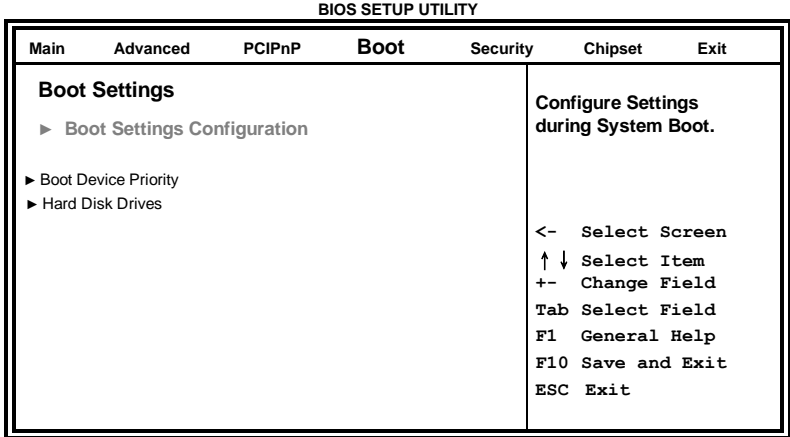 BIOS SETUP UTILITY
Main Advanced PCIPnP Boot Security Chipset Exit
Boot Settings
► Boot Settings Configuration
► Boot Device Priority
► Hard Disk Drives
Configure Settings
during System Boot.
<- Select Screen
↑↓ Select Item
+- Change Field
Tab Select Field
F1 General Help
F10 Save and Exit
ESC Exit